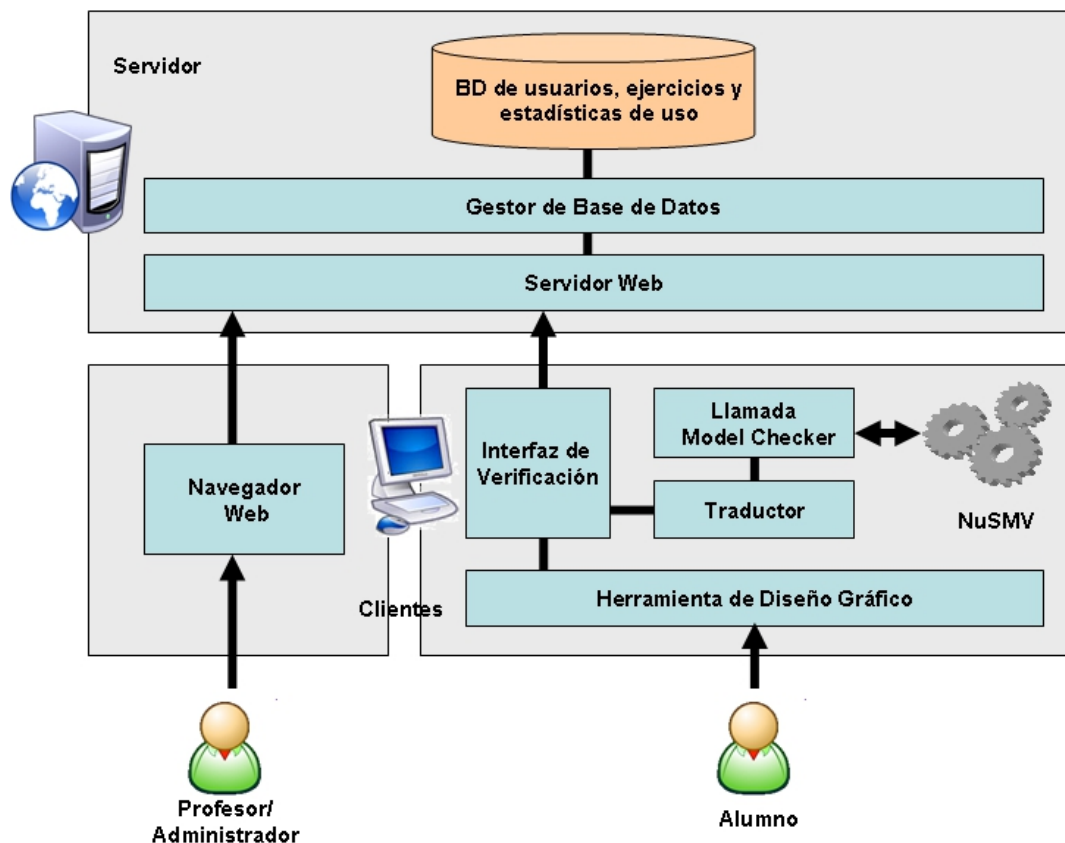 Servidor
BD de usuarios, ejercicios y
estadísticas de uso
Gestor de Base de Datos
Servidor Web
Navegador
Web
Clientes
Interfaz de
Verificación
Llamada
Model Checker
Traductor
NuSMV
Herramienta de Diseño Gráfico
Profesor/
Administrador
Alumno